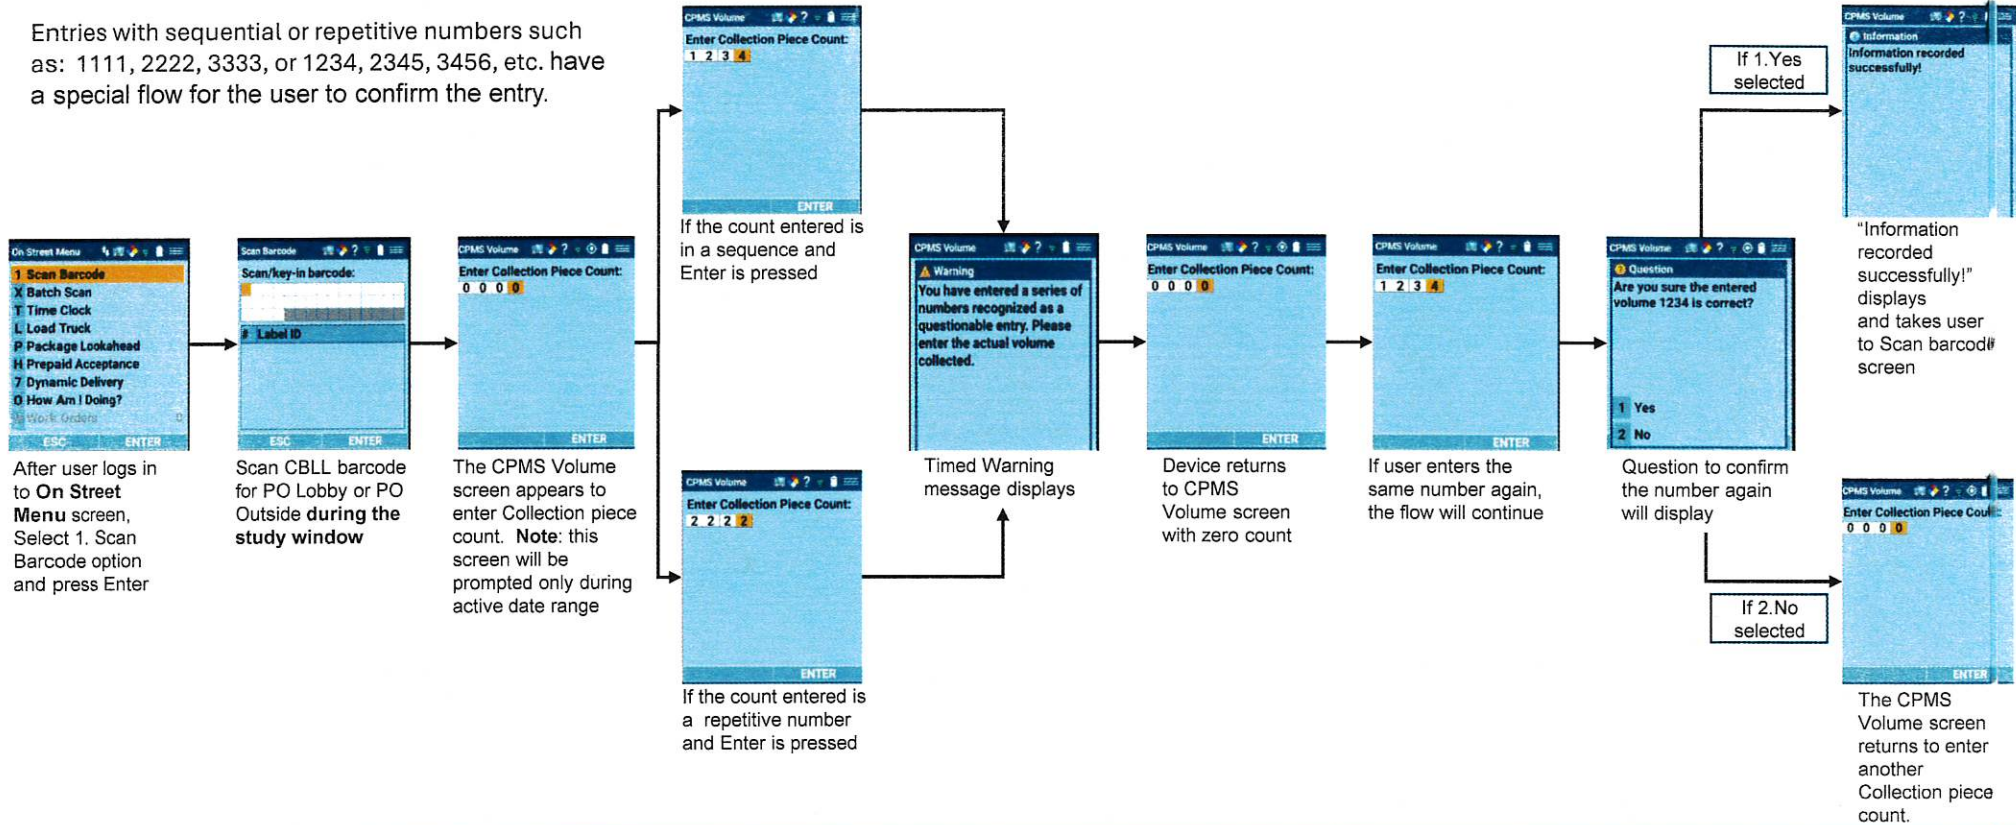 Entries with sequential or repetitive numbers such
as: 1111, 2222, 3333, or 1234, 2345, 3456, etc. have
a special flow for the user to confirm the entry.
On Street Menu
1 Scan Barcode
X Batch Scan
T Time Clock
L Load Truck
P Package Lookahead
H Prepaid Acceptance
7 Dynamic Delivery
0 How Am I Doing?
Work Orders 0
ESC ENTER
After user logs in
to On Street
Menu screen,
Select 1. Scan
Barcode option
and press Enter
Scan Barcode
Scan/key-in barcode:
# Label ID
ESC ENTER
Scan CBLL barcode
for PO Lobby or PO
Outside during the
study window
CPMS Volume
Enter Collection Piece Count:
0 0 0 0
ENTER
The CPMS Volume
screen appears to
enter Collection piece
count. Note: this
screen will be
prompted only during
active date range
CPMS Volume
Enter Collection Piece Count:
1 2 3 4
ENTER
If the count entered is
in a sequence and
Enter is pressed
CPMS Volume
Enter Collection Piece Count:
2 2 2 2
ENTER
If the count entered is
a repetitive number
and Enter is pressed
CPMS Volume
Warning
You have entered a series of
numbers recognized as a
questionable entry. Please
enter the actual volume
collected.
Timed Warning
message displays
CPMS Volume
Enter Collection Piece Count:
0 0 0 0
ENTER
Device returns
to CPMS
Volume screen
with zero count
CPMS Volume
Enter Collection Piece Count:
1 2 3 4
ENTER
If user enters the
same number again,
the flow will continue
CPMS Volume
Question
Are you sure the entered
volume 1234 is correct?
1 Yes
2 No
Question to confirm
the number again
will display
If 1.Yes
selected
CPMS Volume
Information
Information recorded
successfully!
"Information
recorded
successfully!"
displays
and takes user
to Scan barcode
screen
If 2.No
selected
CPMS Volume
Enter Collection Piece Cou
0 0 0 0
ENTER
The CPMS
Volume screen
returns to enter
another
Collection piece
count.